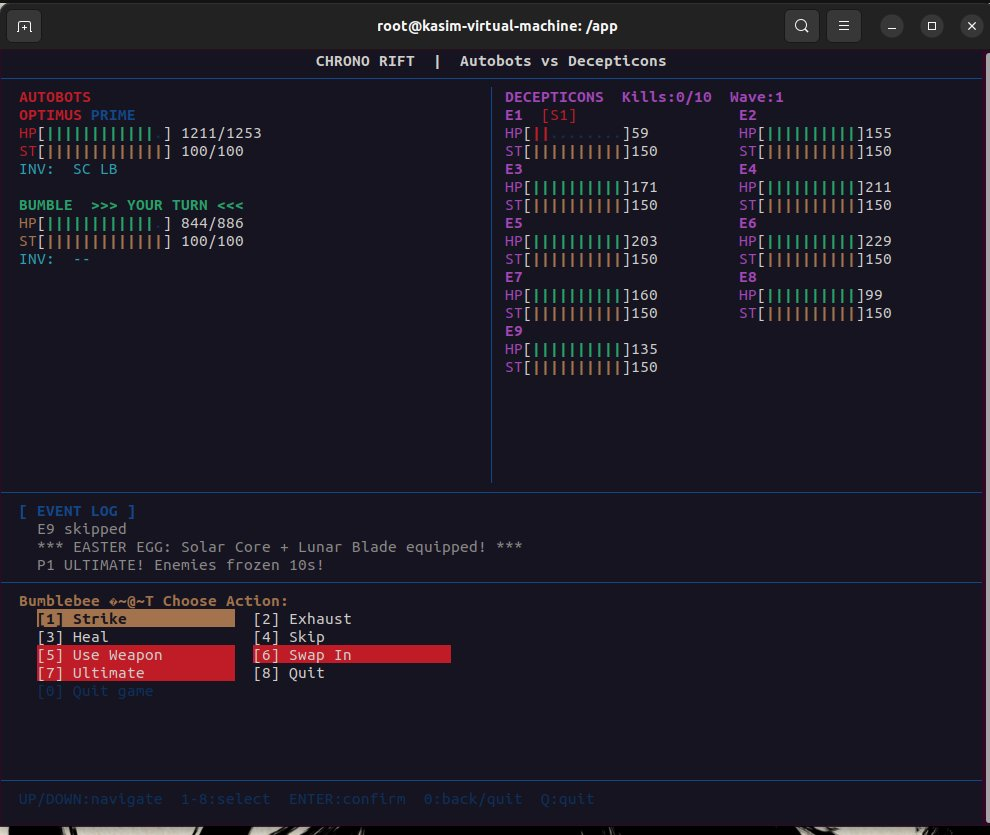 root@kasim-virtual-machine: /app
CHRONO RIFT | Autobots vs Decepticons
AUTOBOTS
OPTIMUS PRIME
HP[||||||||||||.] 1211/1253
ST[|||||||||||||] 100/100
INV: SC LB
BUMBLE >>> YOUR TURN <<<
HP[||||||||||||.] 844/886
ST[|||||||||||||] 100/100
INV: --
DECEPTICONS Kills:0/10 Wave:1
E1 [S1] E2
HP[||........]59 HP[||||||||||]155
ST[||||||||||]150 ST[||||||||||]150
E3 E4
HP[||||||||||]171 HP[||||||||||]211
ST[||||||||||]150 ST[||||||||||]150
E5 E6
HP[||||||||||]203 HP[||||||||||]229
ST[||||||||||]150 ST[||||||||||]150
E7 E8
HP[||||||||||]160 HP[||||||||||]99
ST[||||||||||]150 ST[||||||||||]150
E9
HP[||||||||||]135
ST[||||||||||]150
[ EVENT LOG ]
E9 skipped
*** EASTER EGG: Solar Core + Lunar Blade equipped! ***
P1 ULTIMATE! Enemies frozen 10s!
Bumblebee �~@~T Choose Action:
[1] Strike [2] Exhaust
[3] Heal [4] Skip
[5] Use Weapon [6] Swap In
[7] Ultimate [8] Quit
[0] Quit game
UP/DOWN:navigate 1-8:select ENTER:confirm 0:back/quit Q:quit